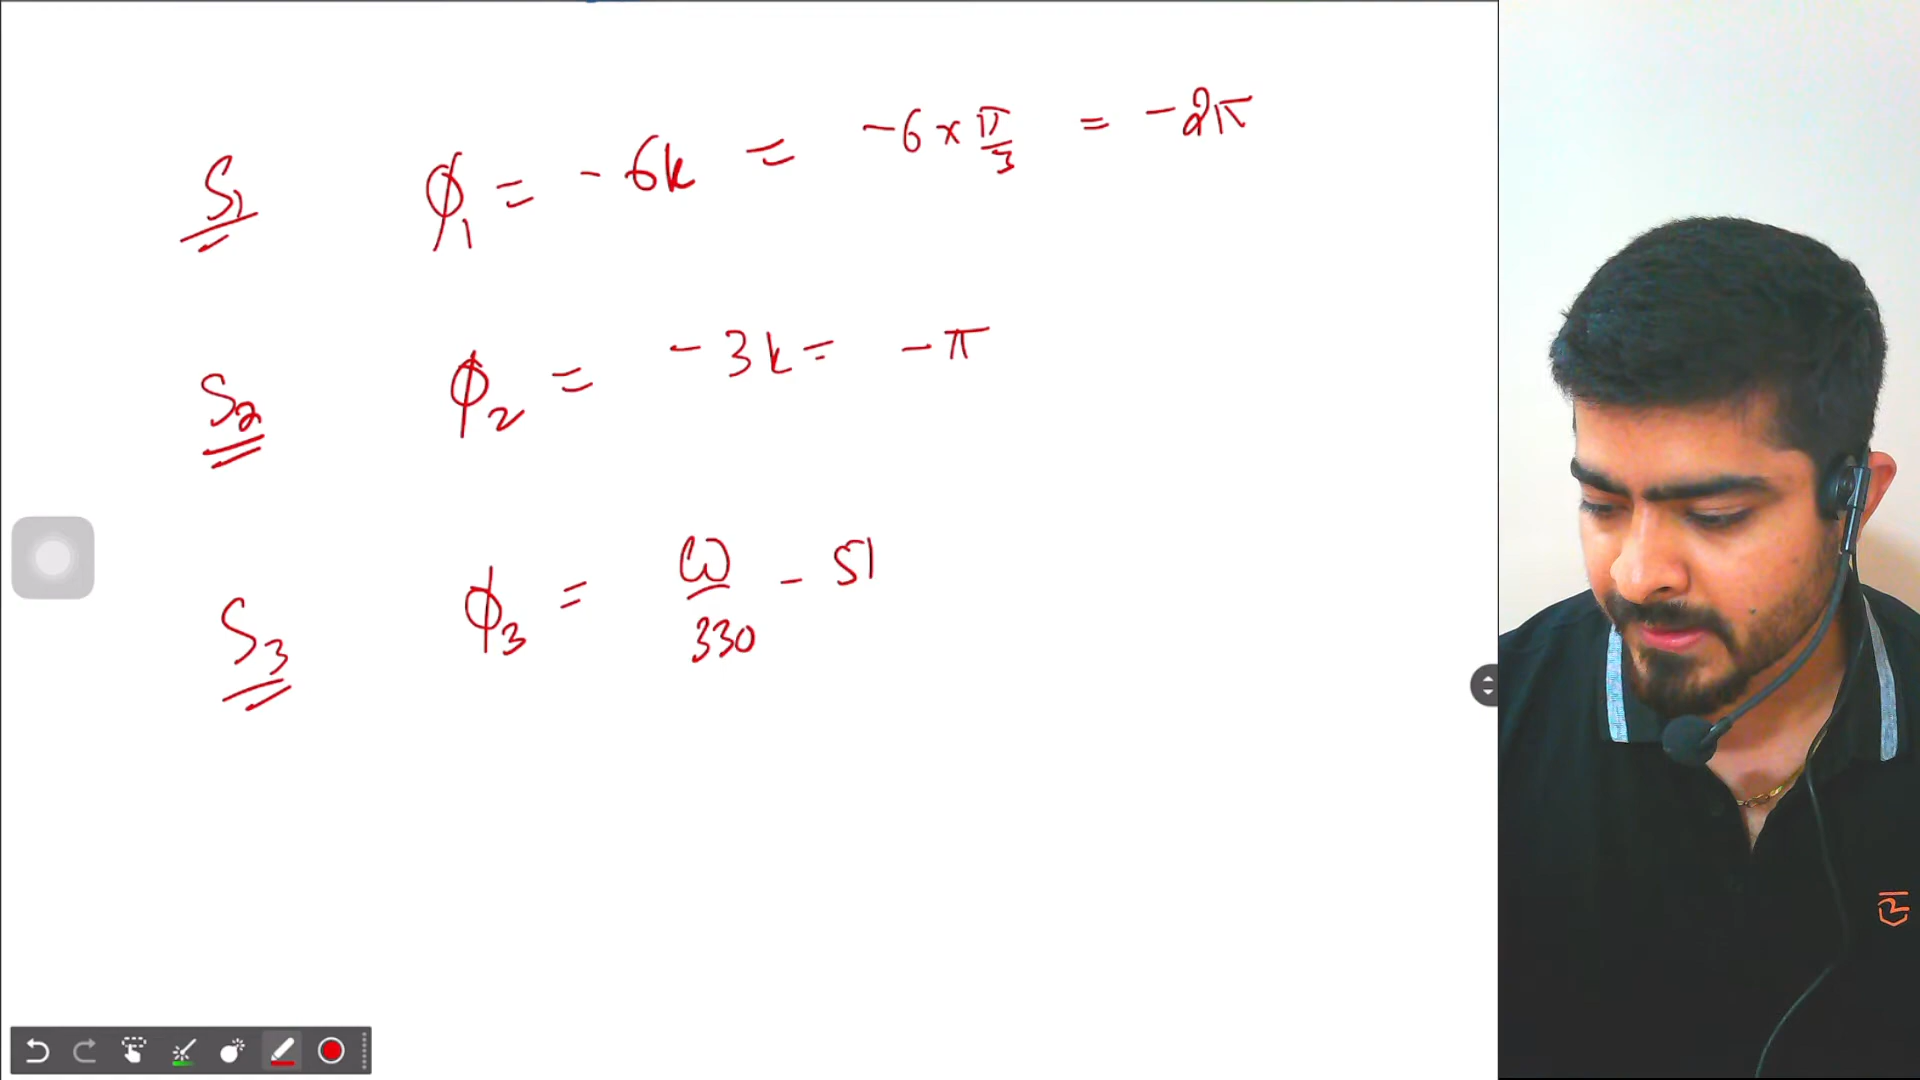 S₁ ϕ₁ = - 6k = -6 × π/3 = -2π
S₂ ϕ₂ = - 3k = - π
S₃ ϕ₃ = ω/330 - 51